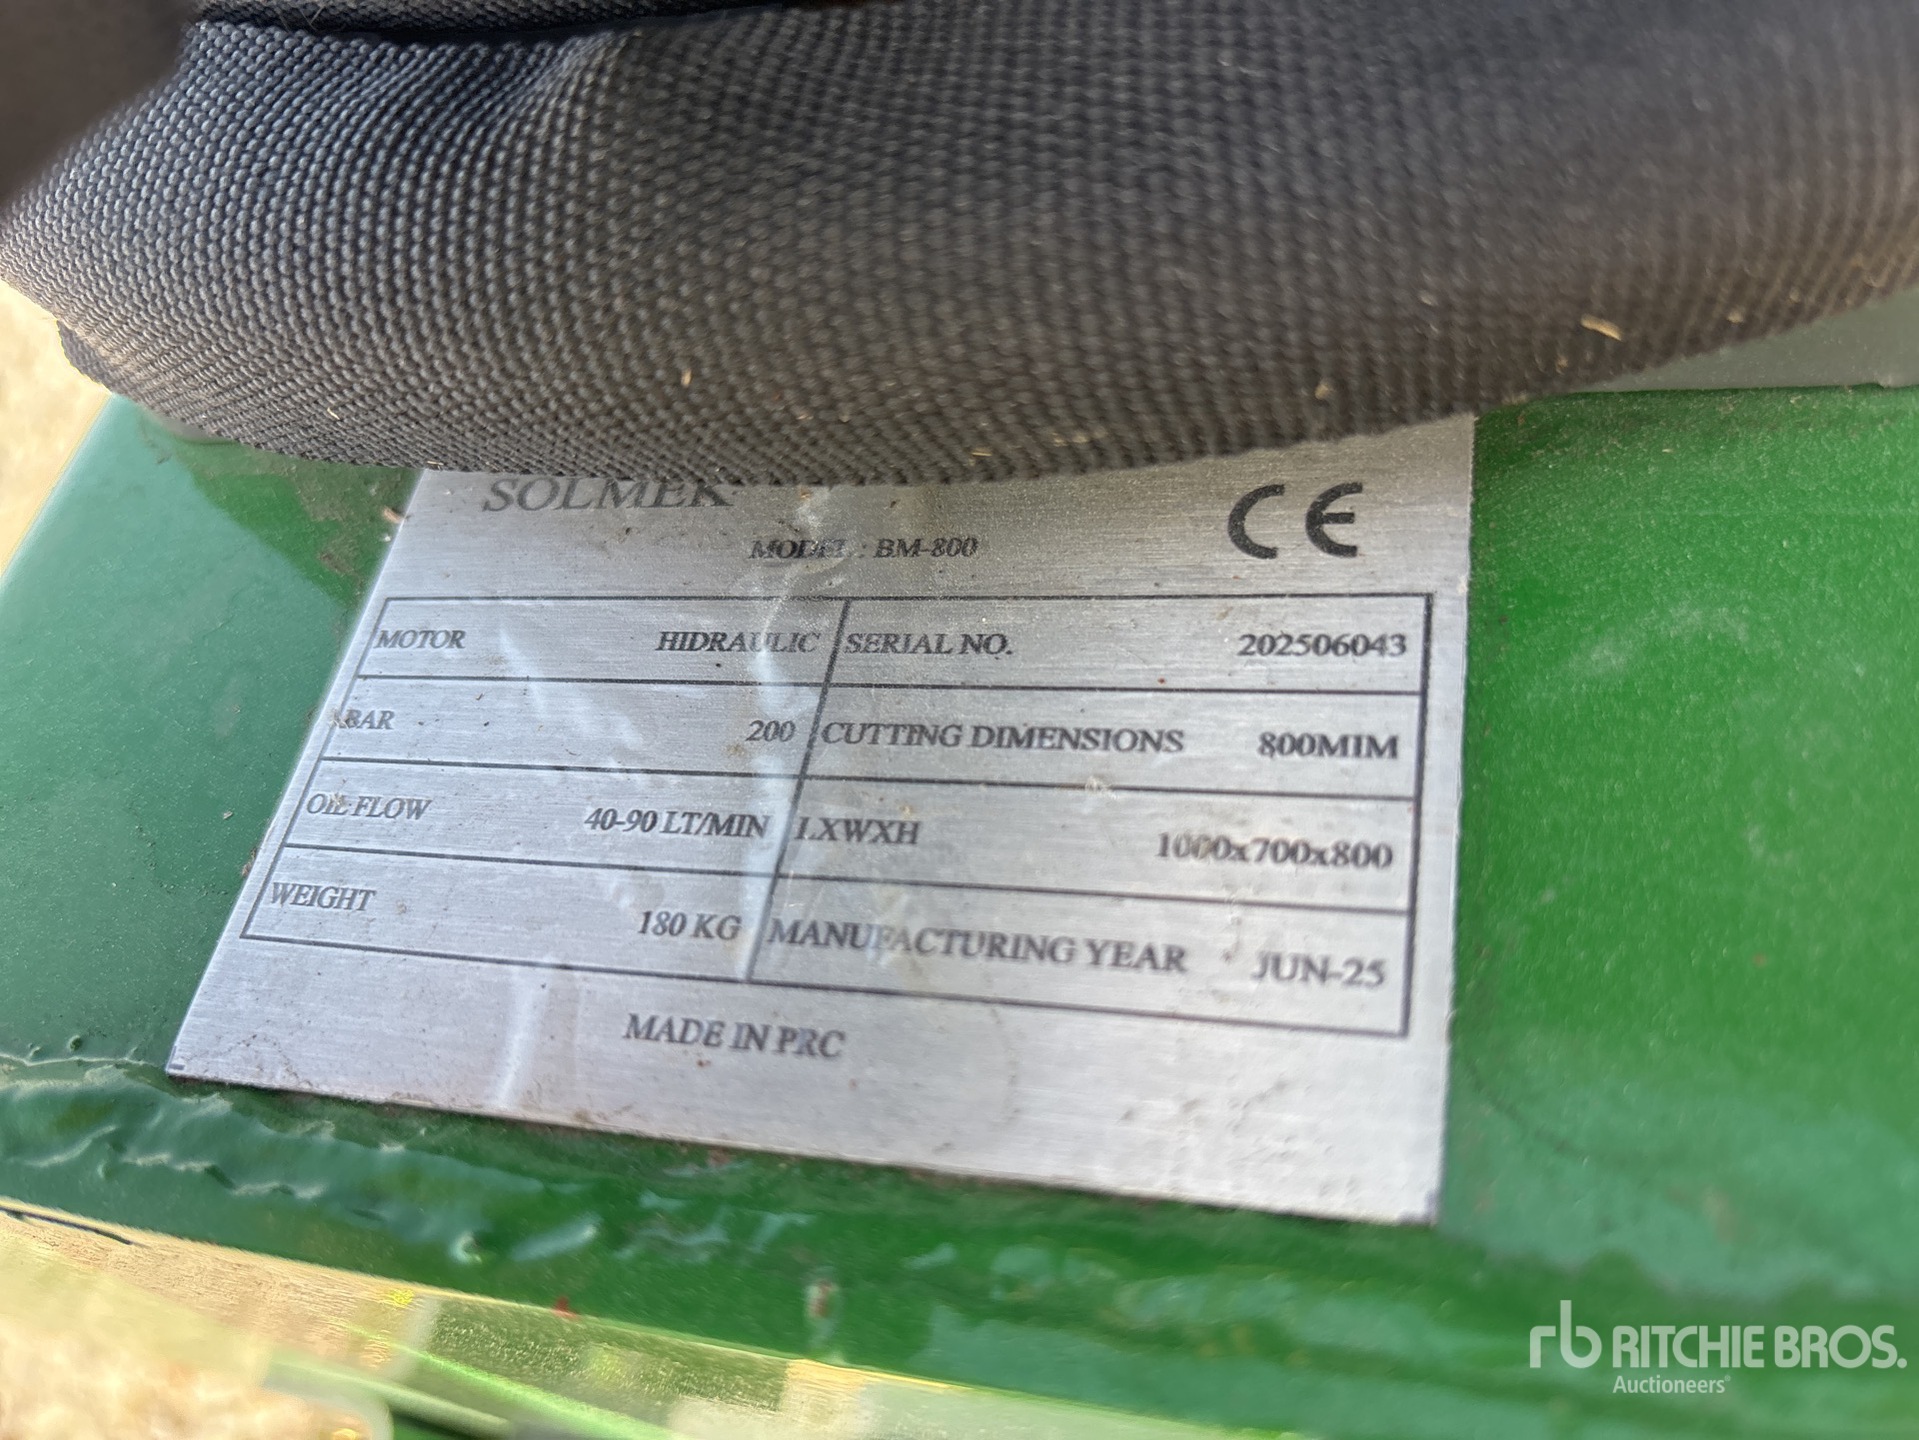 SOLMEK
MODEL : BM-800
CE
MOTOR HIDRAULIC SERIAL NO. 202506043
BAR 200 CUTTING DIMENSIONS 800MIM
OIL FLOW 40-90 LT/MIN LXWXH 1000x700x800
WEIGHT 180 KG MANUFACTURING YEAR JUN-25
MADE IN PRC
rb RITCHIE BROS.
Auctioneers